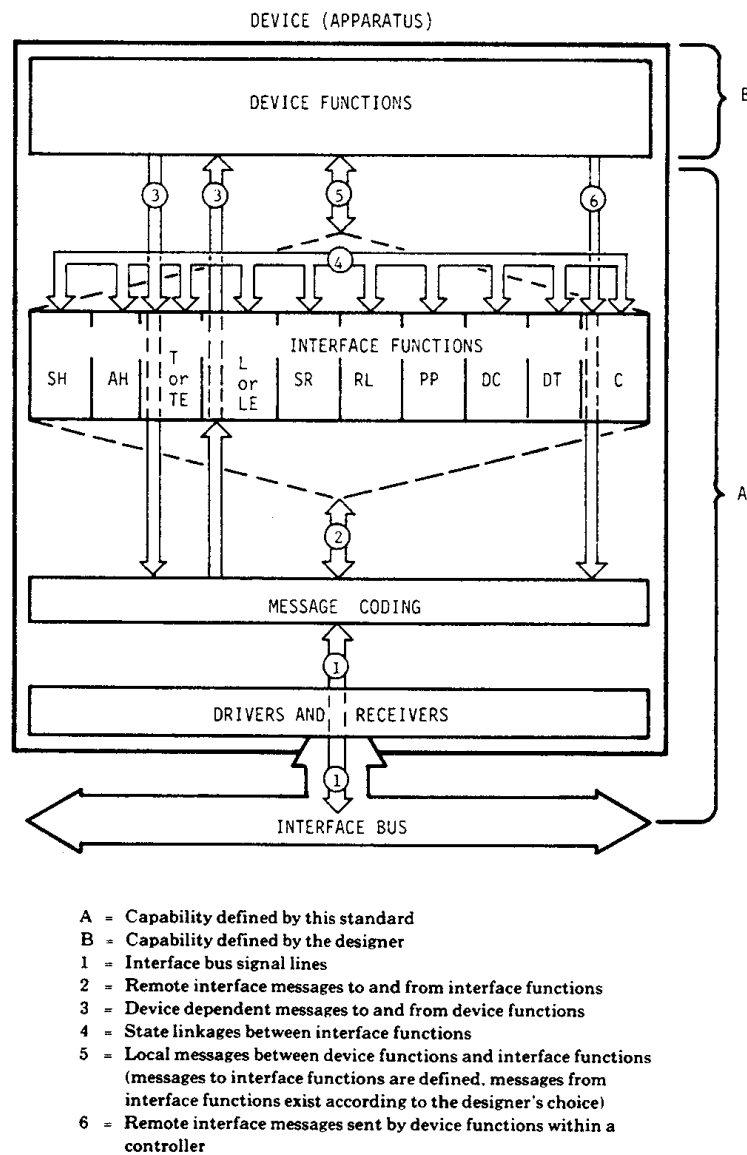 DEVICE (APPARATUS)
B
DEVICE FUNCTIONS
3
3
5
6
4
INTERFACE FUNCTIONS
SH
AH
T
or
TE
L
or
LE
SR
RL
PP
DC
DT
C
A
2
MESSAGE CODING
1
DRIVERS AND RECEIVERS
1
INTERFACE BUS
A = Capability defined by this standard
B = Capability defined by the designer
1 = Interface bus signal lines
2 = Remote interface messages to and from interface functions
3 = Device dependent messages to and from device functions
4 = State linkages between interface functions
5 = Local messages between device functions and interface functions
(messages to interface functions are defined, messages from
interface functions exist according to the designer's choice)
6 = Remote interface messages sent by device functions within a
controller